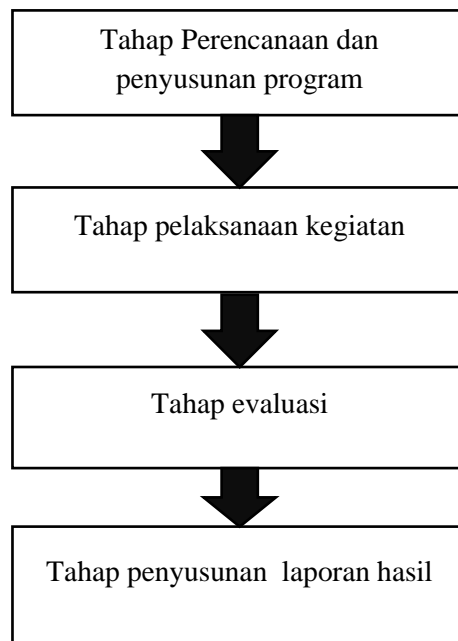 Tahap Perencanaan dan
penyusunan program
Tahap pelaksanaan kegiatan
Tahap evaluasi
Tahap penyusunan  laporan hasil